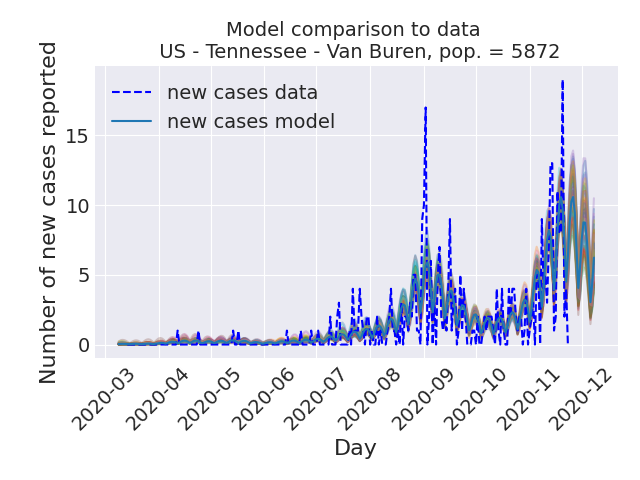 Model comparison to data
US - Tennessee - Van Buren, pop. = 5872
new cases data
new cases model
Number of new cases reported
15
10
5
0
2020-03
2020-04
2020-05
2020-06
2020-07
2020-08
2020-09
2020-10
2020-11
2020-12
Day